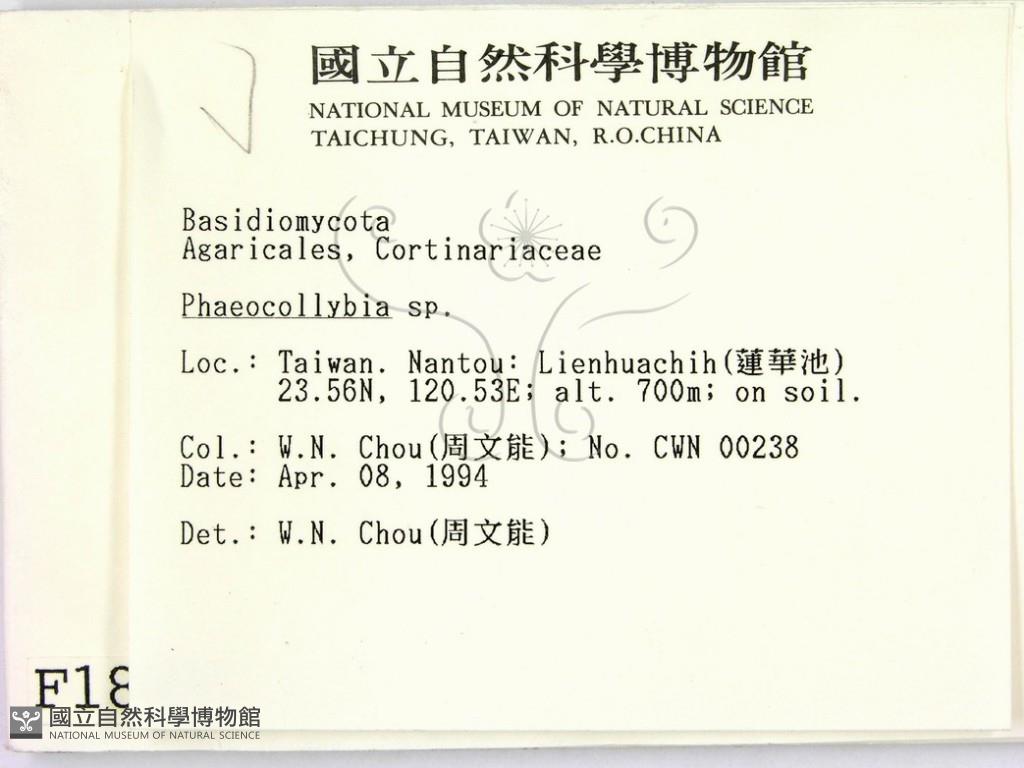 國立自然科學博物館
NATIONAL MUSEUM OF NATURAL SCIENCE
TAICHUNG, TAIWAN, R.O.CHINA
Basidiomycota
Agaricales, Cortinariaceae
Phaeocollybia sp.
Loc.: Taiwan. Nantou: Lienhuachih(蓮華池)
23.56N, 120.53E; alt. 700m; on soil.
Col.: W.N. Chou(周文能); No. CWN 00238
Date: Apr. 08, 1994
Det.: W.N. Chou(周文能)
F18
國立自然科學博物館
NATIONAL MUSEUM OF NATURAL SCIENCE